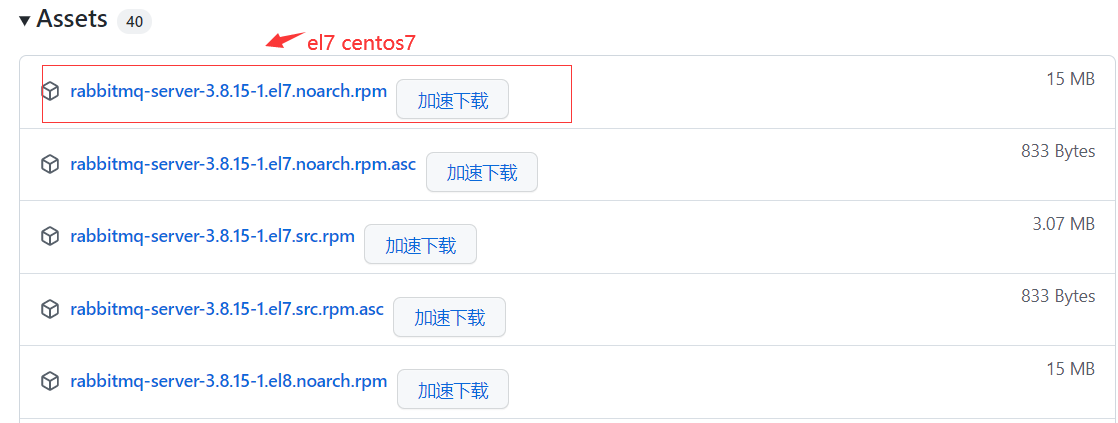 Assets 40
el7 centos7
rabbitmq-server-3.8.15-1.el7.noarch.rpm 加速下载 15 MB
rabbitmq-server-3.8.15-1.el7.noarch.rpm.asc 加速下载 833 Bytes
rabbitmq-server-3.8.15-1.el7.src.rpm 加速下载 3.07 MB
rabbitmq-server-3.8.15-1.el7.src.rpm.asc 加速下载 833 Bytes
rabbitmq-server-3.8.15-1.el8.noarch.rpm 加速下载 15 MB